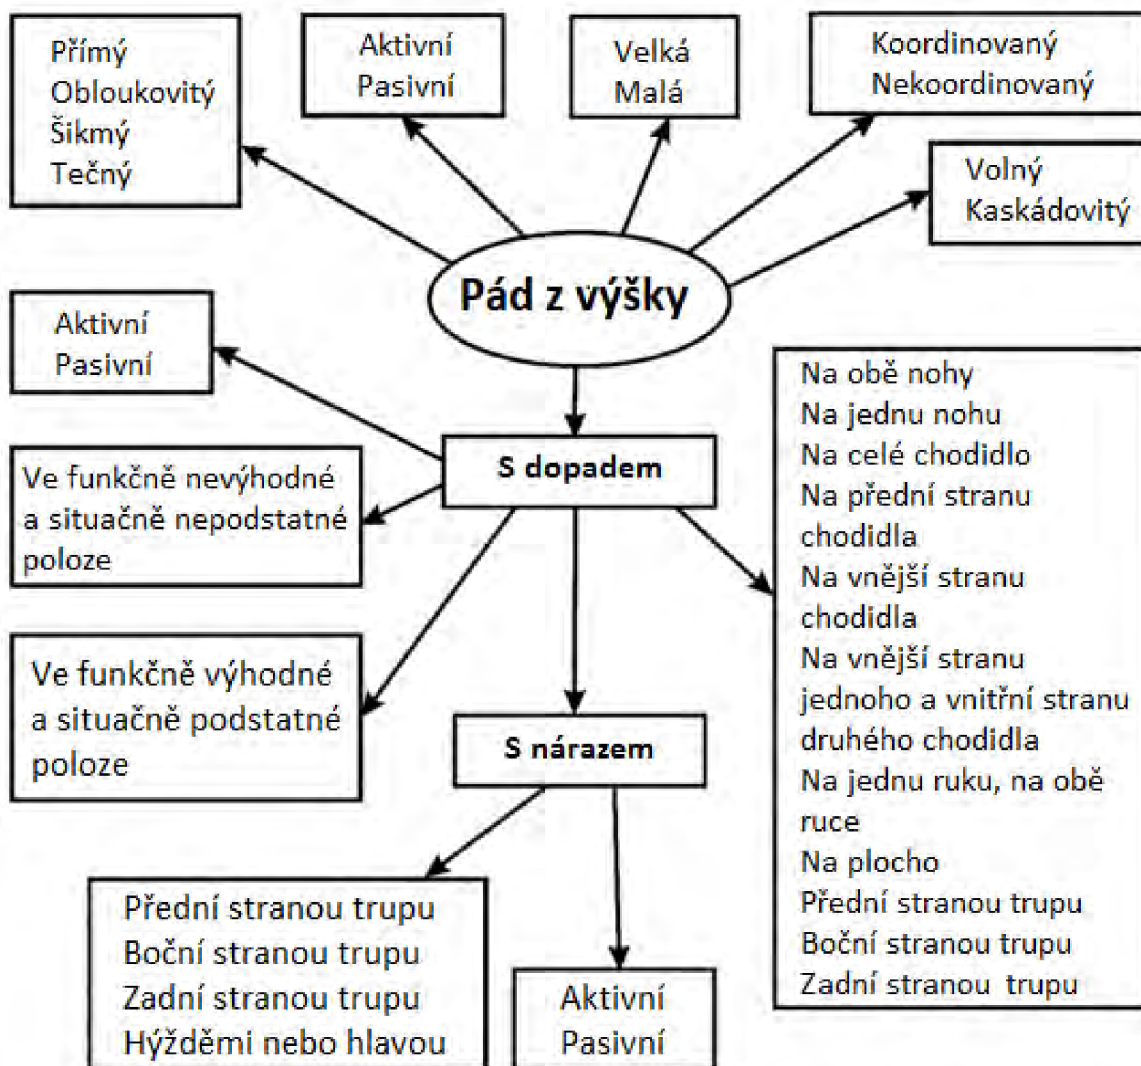 Přímý
Obloukovitý
Šikmý
Tečný
Aktivní
Pasivní
Velká
Malá
Koordinovaný
Nekoordinovaný
Volný
Kaskádovitý
Pád z výšky
Aktivní
Pasivní
S dopadem
Ve funkčně nevýhodné
a situačně nepodstatné
poloze
Ve funkčně výhodné
a situačně podstatné
poloze
Na obě nohy
Na jednu nohu
Na celé chodidlo
Na přední stranu
chodidla
Na vnější stranu
chodidla
Na vnější stranu
jednoho a vnitřní stranu
druhého chodidla
Na jednu ruku, na obě
ruce
Na plocho
Přední stranou trupu
Boční stranou trupu
Zadní stranou trupu
S nárazem
Přední stranou trupu
Boční stranou trupu
Zadní stranou trupu
Hýžděmi nebo hlavou
Aktivní
Pasivní